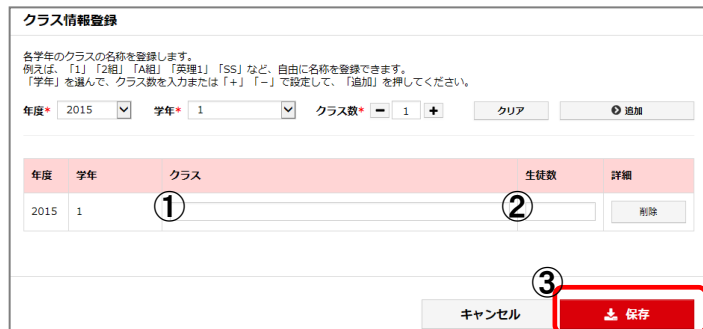 クラス情報登録
各学年のクラスの名称を登録します。
例えば、「1」「2組」「A組」「英理1」「SS」など、自由に名称を登録できます。
「学年」を選んで、クラス数を入力または「+」「-」で設定して、「追加」を押してください。
年度* 2015 学年* 1 クラス数* - 1 + クリア 追加
年度 学年 クラス 生徒数 詳細
2015 1 ① ② 削除
③
キャンセル 保存